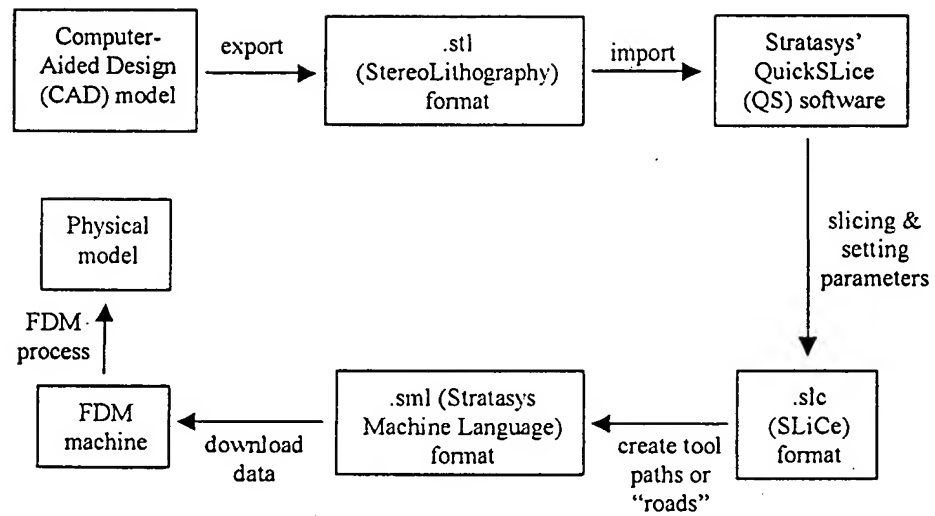 Computer-
Aided Design
(CAD) model
export
.stl
(StereoLithography)
format
import
Stratasys'
QuickSLice
(QS) software
slicing &
setting
parameters
.slc
(SLiCe)
format
create tool
paths or
“roads”
.sml (Stratasys
Machine Language)
format
download
data
FDM
machine
FDM
process
Physical
model